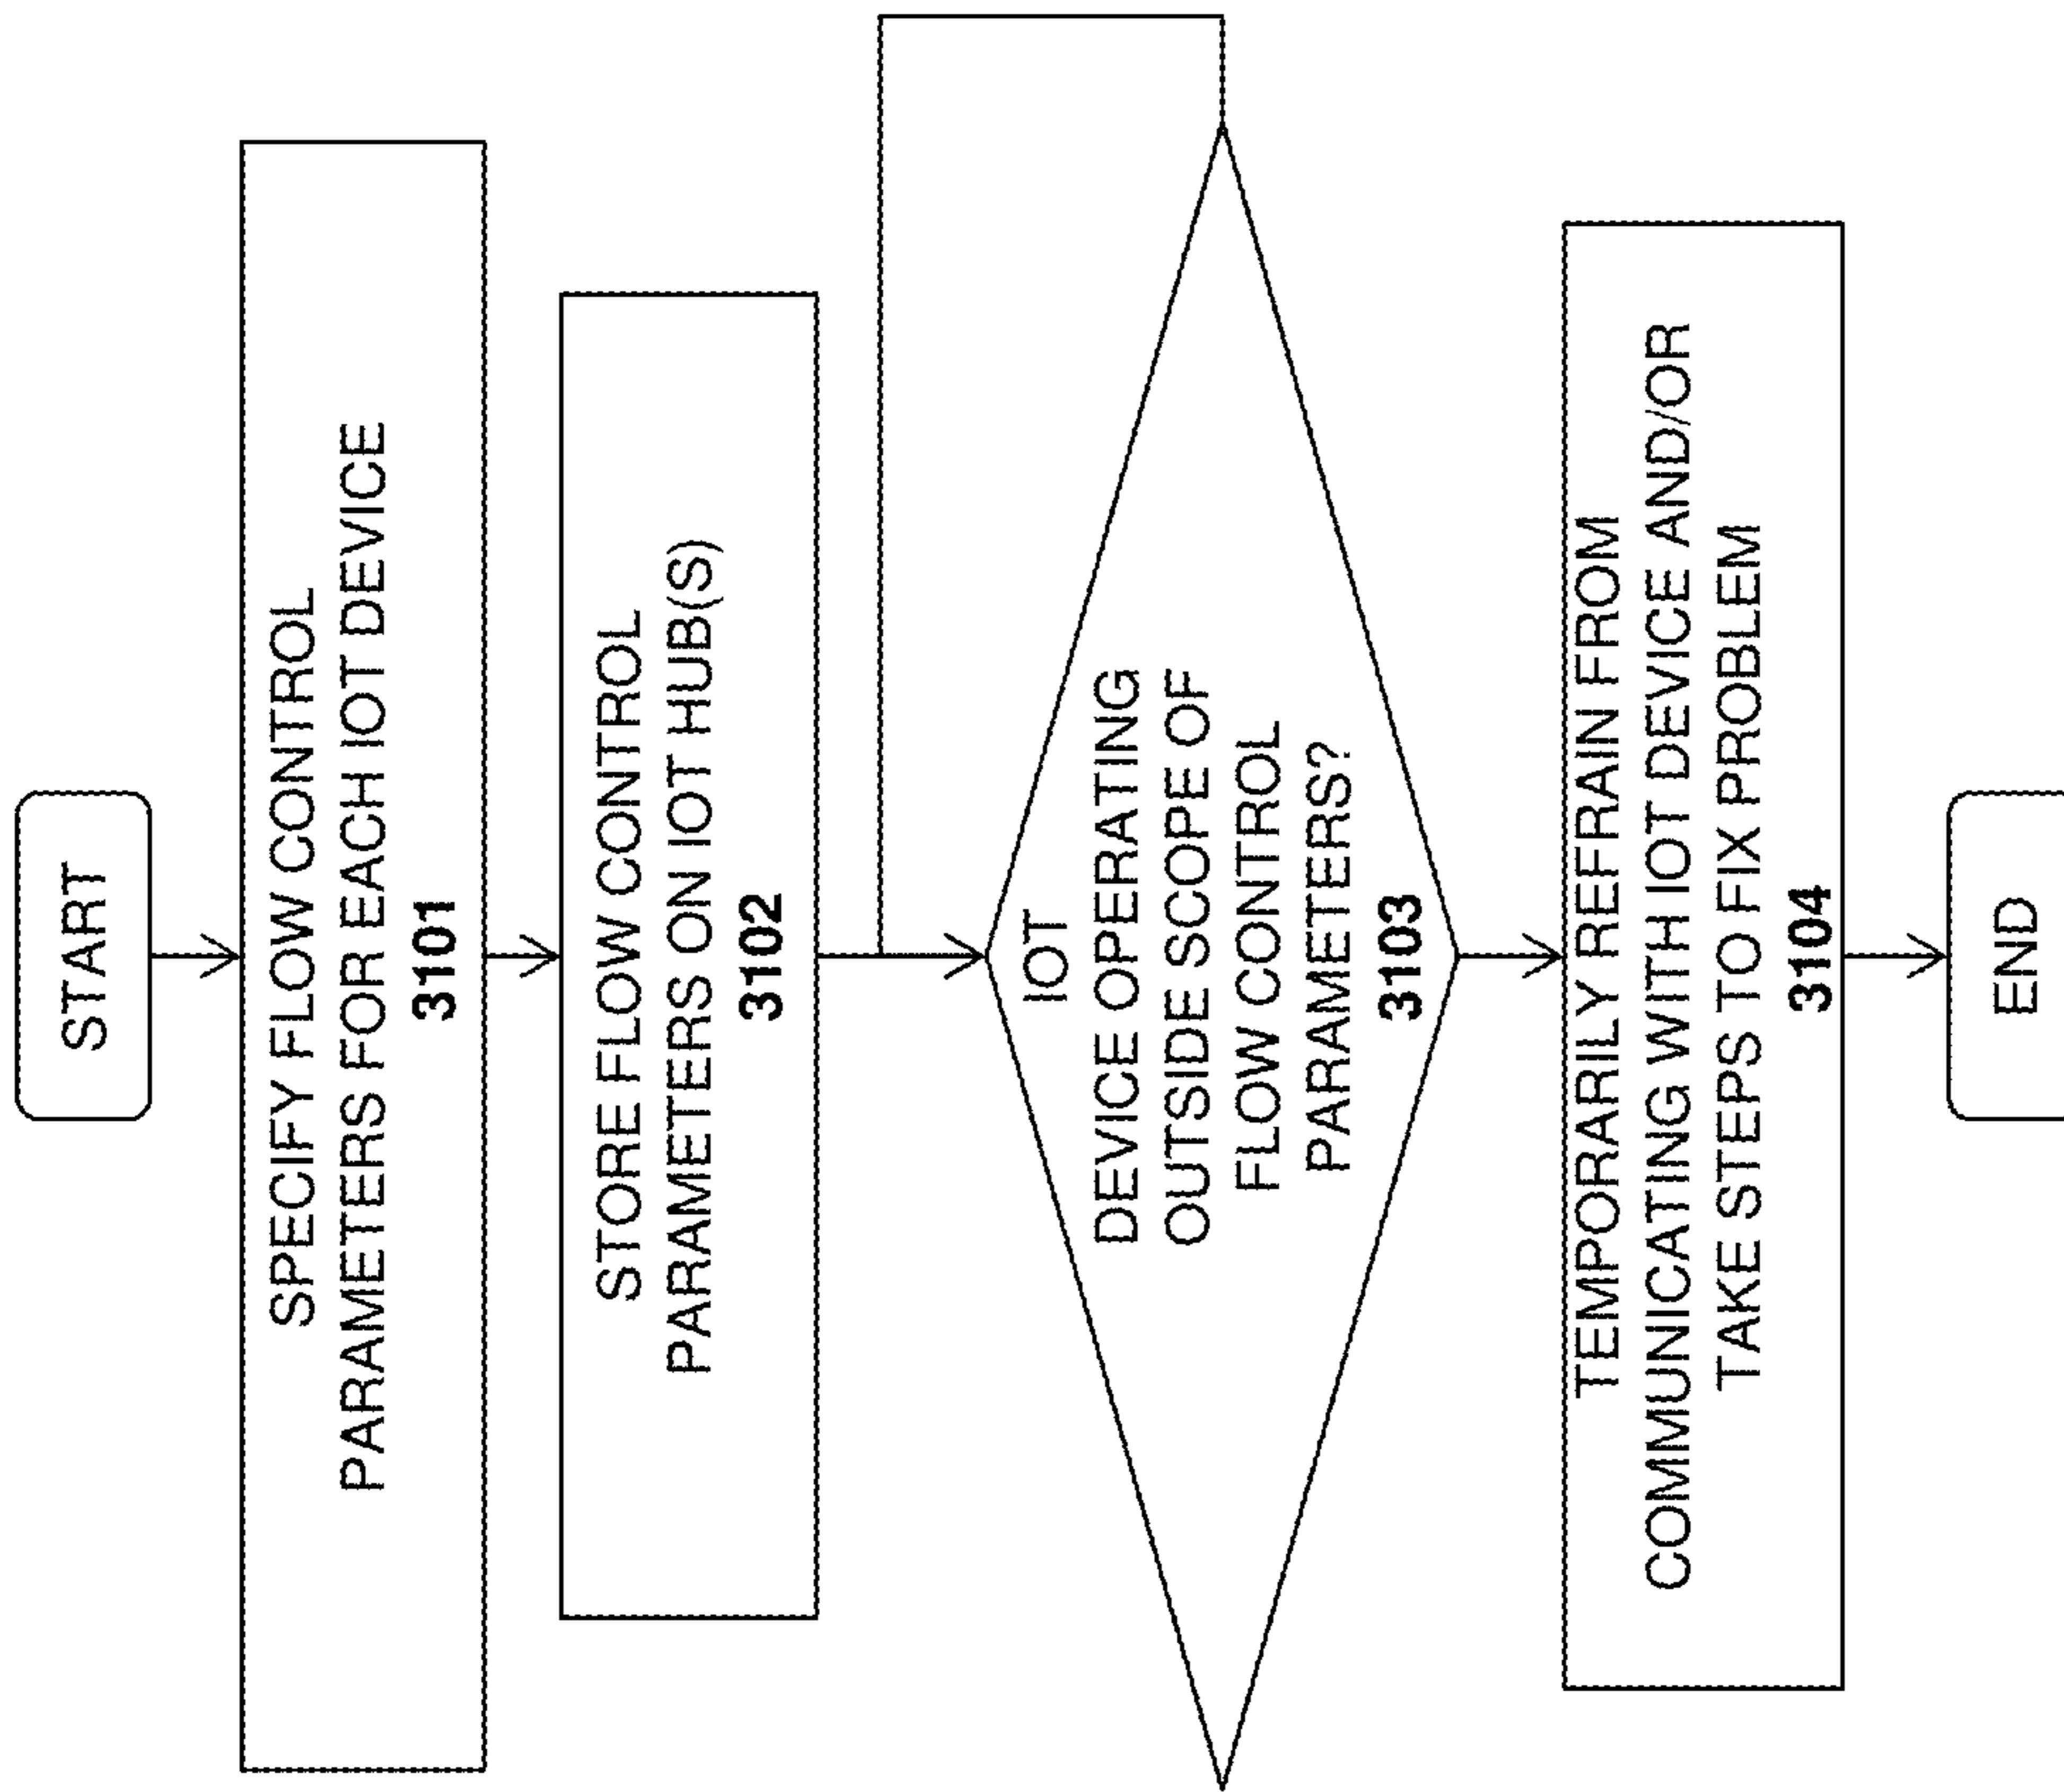 START
SPECIFY FLOW CONTROL
PARAMETERS FOR EACH IOT DEVICE
3101
STORE FLOW CONTROL
PARAMETERS ON IOT HUB(S)
3102
IOT
DEVICE OPERATING
OUTSIDE SCOPE OF
FLOW CONTROL
PARAMETERS?
3103
TEMPORARILY REFRAIN FROM
COMMUNICATING WITH IOT DEVICE AND/OR
TAKE STEPS TO FIX PROBLEM
3104
END